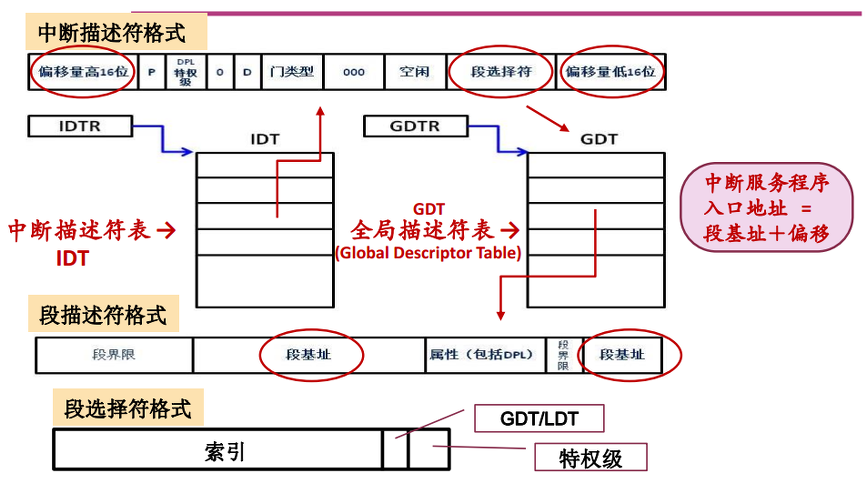 中断描述符格式
偏移量高16位 P DPL特权级 0 D 门类型 000 空闲 段选择符 偏移量低16位
IDTR
GDTR
IDT
GDT
中断描述符表→
IDT
GDT
全局描述符表→
(Global Descriptor Table)
中断服务程序
入口地址 =
段基址+偏移
段描述符格式
段界限 段基址 属性(包括DPL) 段界限 段基址
段选择符格式
GDT/LDT
索引
特权级